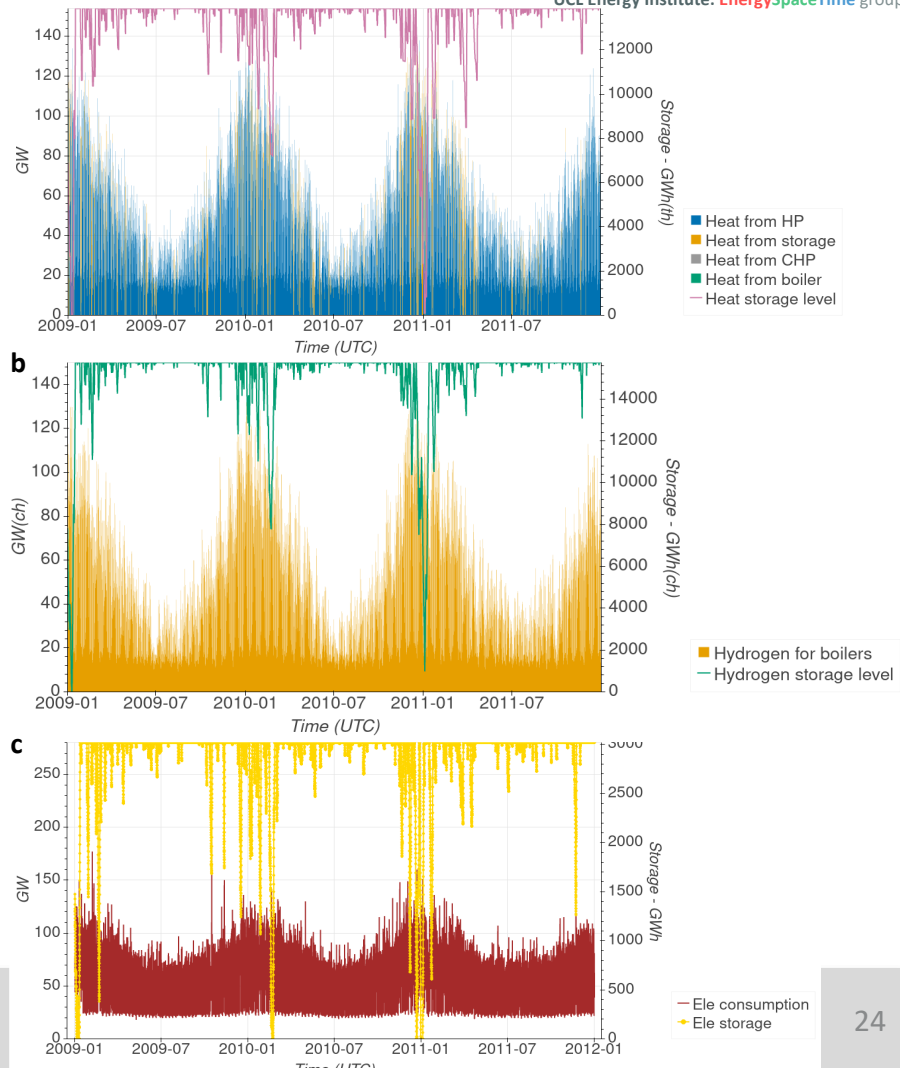 UCL Energy Institute: EnergySpaceTime group
140
120
100
80
60
40
20
0
GW
12000
10000
8000
6000
4000
2000
0
Storage - GWh(th)
Heat from HP
Heat from storage
Heat from CHP
Heat from boiler
Heat storage level
2009-01 2009-07 2010-01 2010-07 2011-01 2011-07
Time (UTC)
b
140
120
100
80
60
40
20
0
GW(ch)
14000
12000
10000
8000
6000
4000
2000
0
Storage - GWh(ch)
Hydrogen for boilers
Hydrogen storage level
2009-01 2009-07 2010-01 2010-07 2011-01 2011-07
Time (UTC)
c
250
200
150
100
50
0
GW
3000
2500
2000
1500
1000
500
0
Storage - GWh
Ele consumption
Ele storage
2009-01 2009-07 2010-01 2010-07 2011-01 2011-07 2012-01
Time (UTC)
24